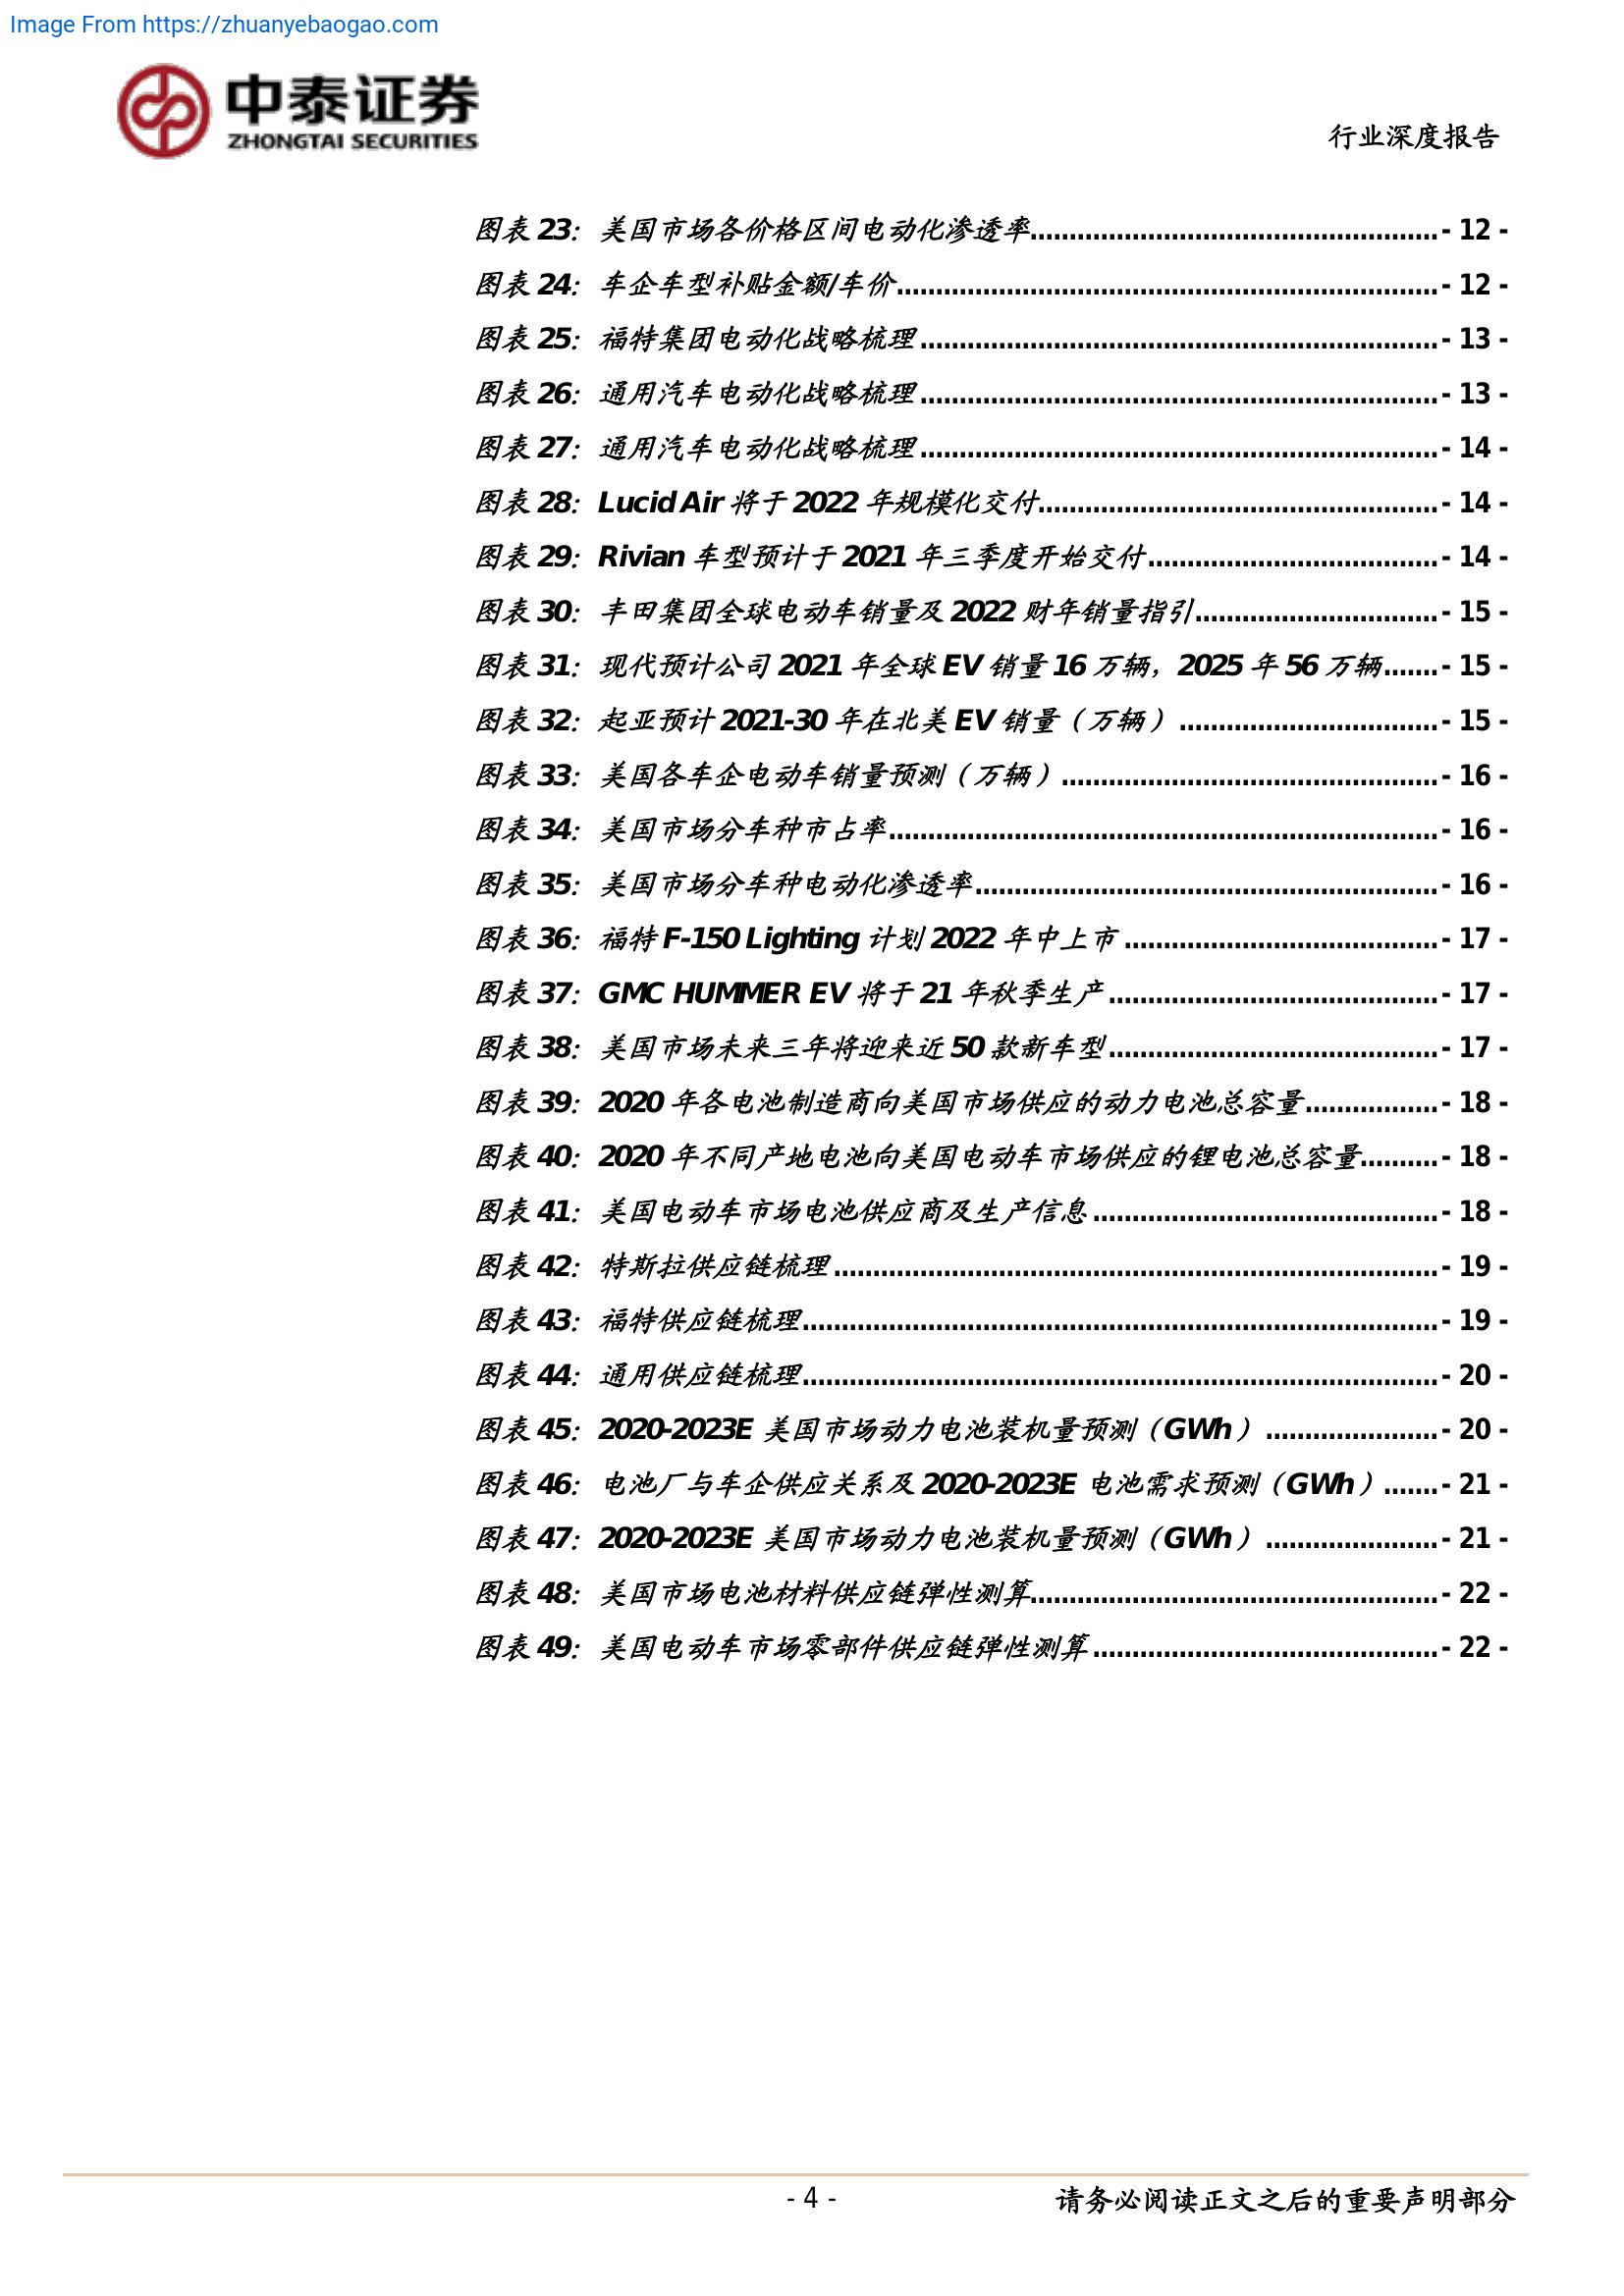 Image From https://zhuanyebaogao.com
中泰证券
ZHONGTAI SECURITIES
行业深度报告
图表 23：美国市场各价格区间电动化渗透率....................................................- 12 -
图表 24：车企车型补贴金额/车价.....................................................................- 12 -
图表 25：福特集团电动化战略梳理..................................................................- 13 -
图表 26：通用汽车电动化战略梳理..................................................................- 13 -
图表 27：通用汽车电动化战略梳理..................................................................- 14 -
图表 28：Lucid Air 将于 2022 年规模化交付...................................................- 14 -
图表 29：Rivian 车型预计于 2021 年三季度开始交付.....................................- 14 -
图表 30：丰田集团全球电动车销量及 2022 财年销量指引...............................- 15 -
图表 31：现代预计公司 2021 年全球 EV 销量 16 万辆，2025 年 56 万辆.......- 15 -
图表 32：起亚预计 2021-30 年在北美 EV 销量（万辆）.................................- 15 -
图表 33：美国各车企电动车销量预测（万辆）................................................- 16 -
图表 34：美国市场分车种市占率......................................................................- 16 -
图表 35：美国市场分车种电动化渗透率...........................................................- 16 -
图表 36：福特 F-150 Lighting 计划 2022 年中上市........................................- 17 -
图表 37：GMC HUMMER EV 将于 21 年秋季生产..........................................- 17 -
图表 38：美国市场未来三年将迎来近 50 款新车型..........................................- 17 -
图表 39：2020 年各电池制造商向美国市场供应的动力电池总容量.................- 18 -
图表 40：2020 年不同产地电池向美国电动车市场供应的锂电池总容量..........- 18 -
图表 41：美国电动车市场电池供应商及生产信息............................................- 18 -
图表 42：特斯拉供应链梳理.............................................................................- 19 -
图表 43：福特供应链梳理.................................................................................- 19 -
图表 44：通用供应链梳理.................................................................................- 20 -
图表 45：2020-2023E 美国市场动力电池装机量预测（GWh）......................- 20 -
图表 46：电池厂与车企供应关系及 2020-2023E 电池需求预测（GWh）.......- 21 -
图表 47：2020-2023E 美国市场动力电池装机量预测（GWh）......................- 21 -
图表 48：美国市场电池材料供应链弹性测算....................................................- 22 -
图表 49：美国电动车市场零部件供应链弹性测算............................................- 22 -
- 4 -
请务必阅读正文之后的重要声明部分